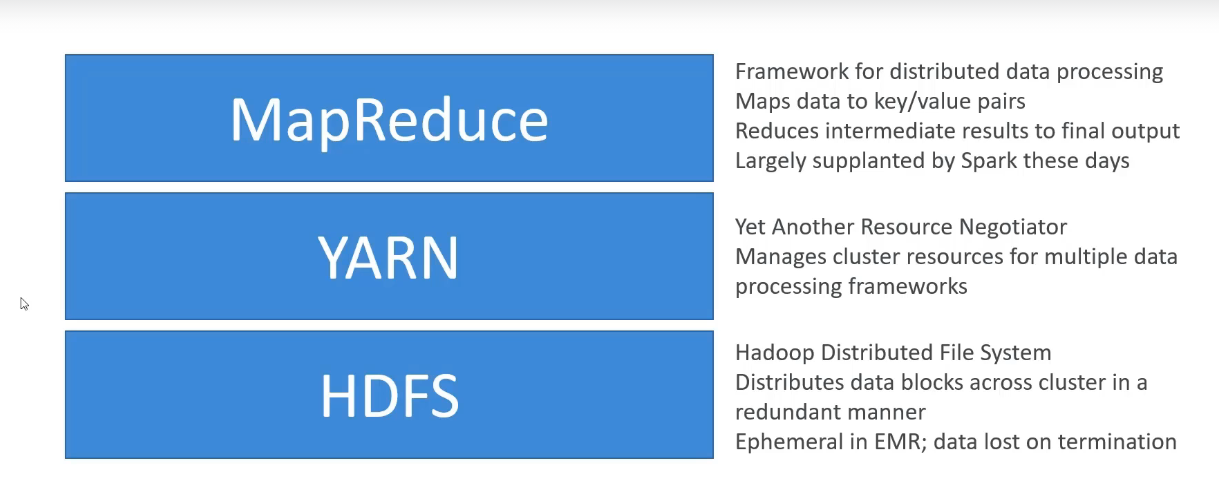 MapReduce
Framework for distributed data processing
Maps data to key/value pairs
Reduces intermediate results to final output
Largely supplanted by Spark these days
YARN
Yet Another Resource Negotiator
Manages cluster resources for multiple data
processing frameworks
HDFS
Hadoop Distributed File System
Distributes data blocks across cluster in a
redundant manner
Ephemeral in EMR; data lost on termination